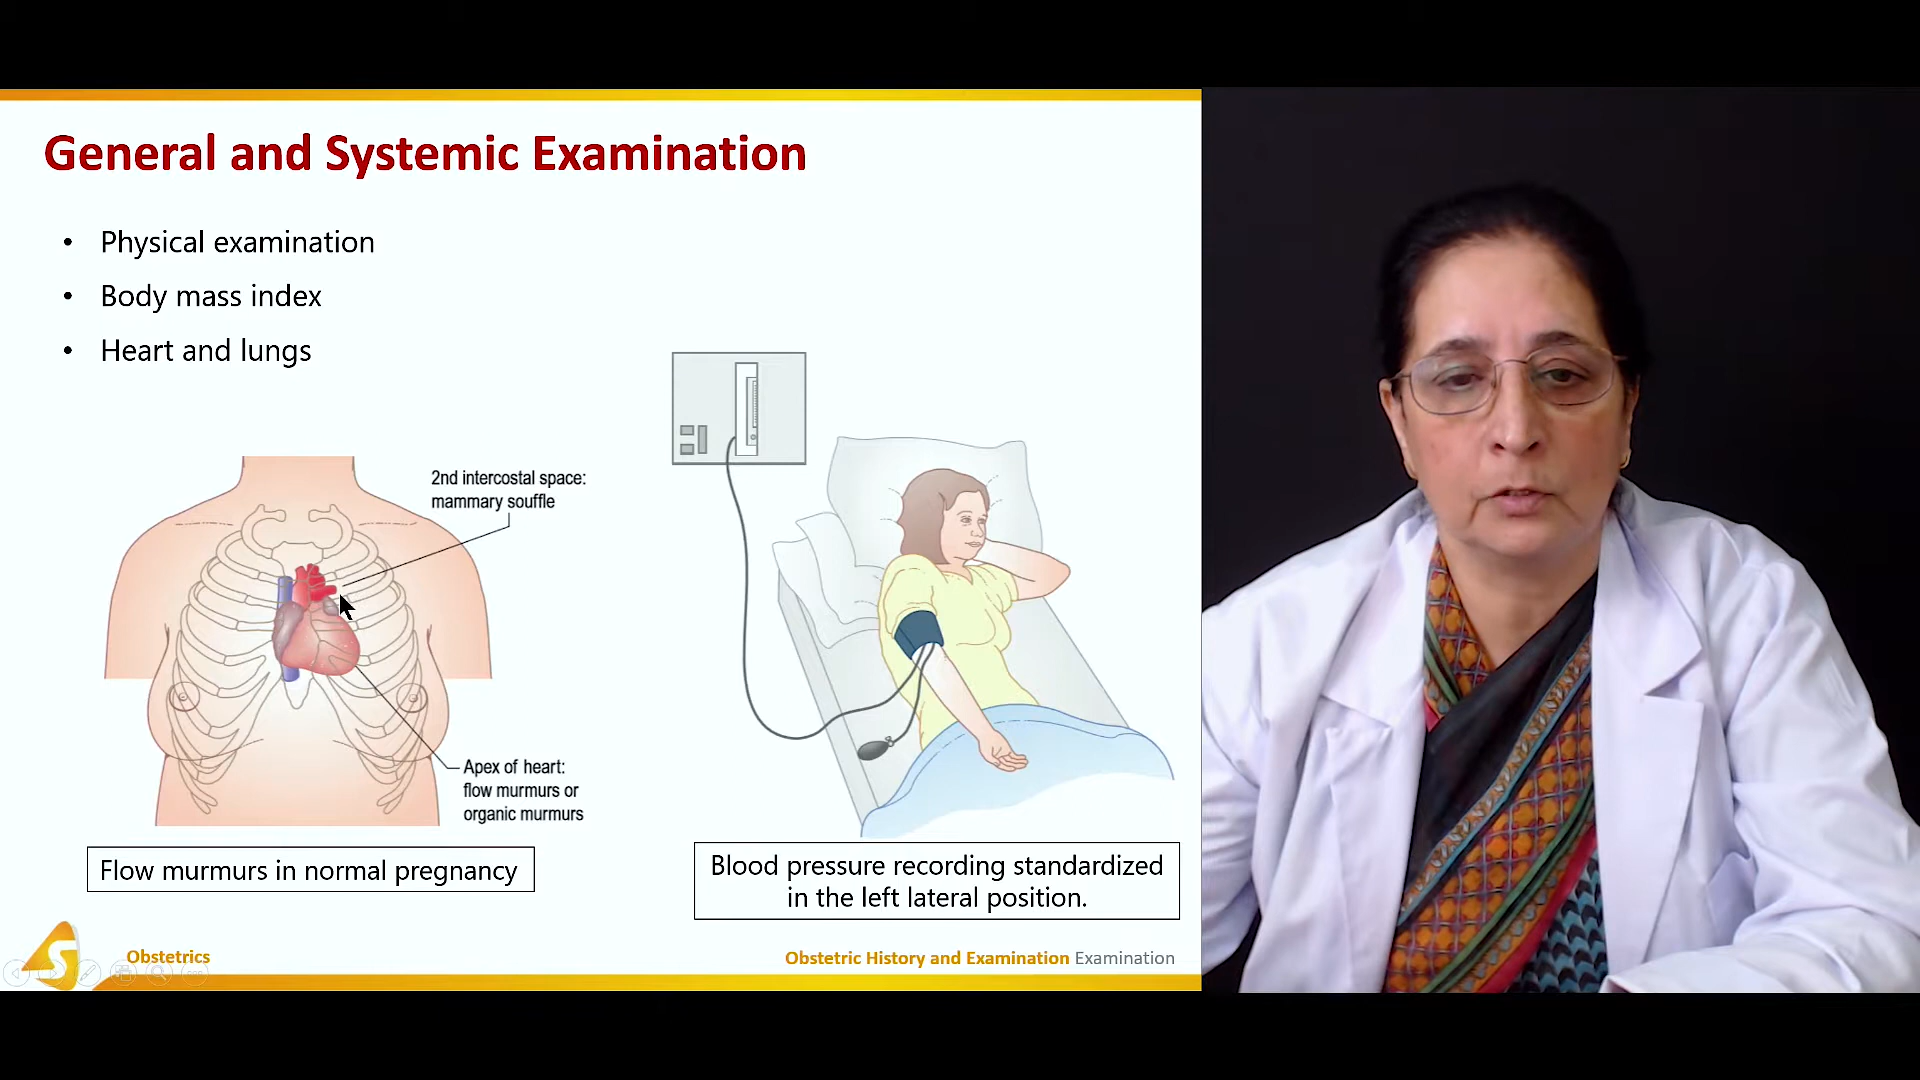 General and Systemic Examination
• Physical examination
• Body mass index
• Heart and lungs
2nd intercostal space:
mammary souffle
Apex of heart:
flow murmurs or
organic murmurs
Flow murmurs in normal pregnancy
Blood pressure recording standardized
in the left lateral position.
S
Obstetrics
Obstetric History and Examination Examination